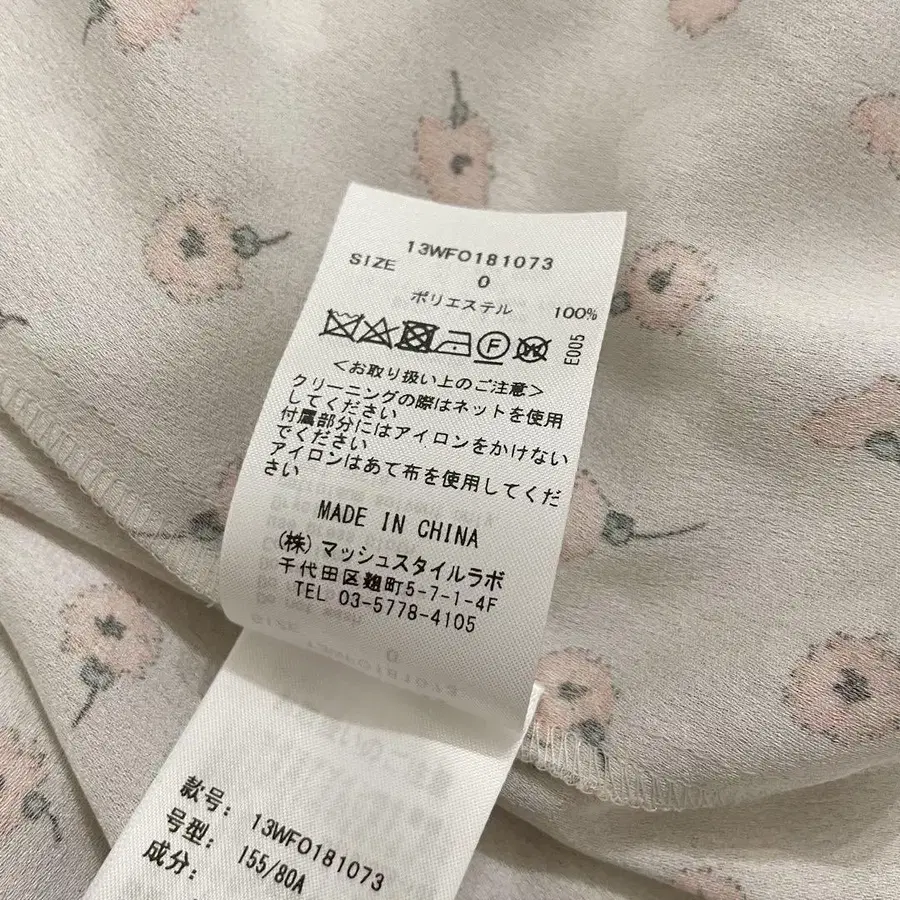 13WFO181073
SIZE 0
ポリエステル 100%
F
W
E005
<お取り扱い上のご注意>
クリーニングの際はネットを使用
してください
付属部分にはアイロンをかけない
でください
アイロンはあて布を使用してくだ
さい
MADE IN CHINA
(株) マッシュスタイルラボ
千代田区麹町5-7-1-4F
TEL 03-5778-4105
款号: 13WFO181073
号型: 155/80A
成分: